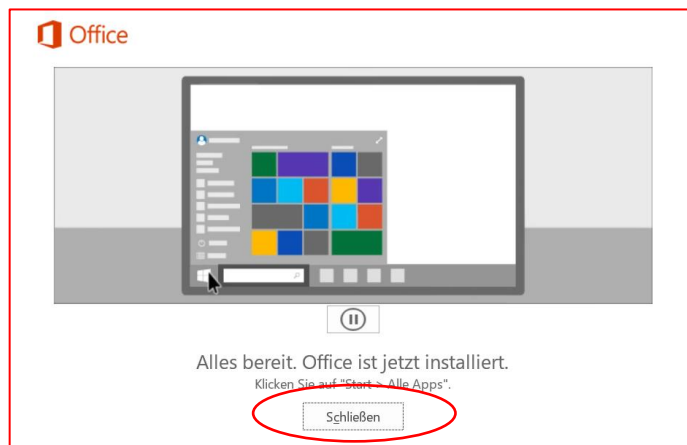 Office
Alles bereit. Office ist jetzt installiert.
Klicken Sie auf "Start > Alle Apps".
Schließen